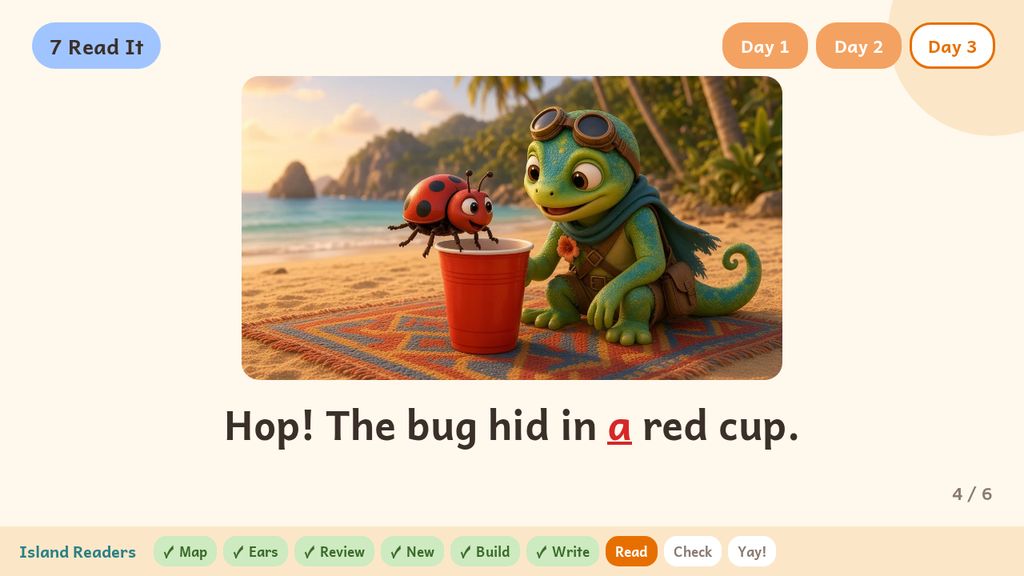 7 Read It
Day 1
Day 2
Day 3
Hop! The bug hid in a red cup.
4 / 6
Island Readers
✓ Map
✓ Ears
✓ Review
✓ New
✓ Build
✓ Write
Read
Check
Yay!